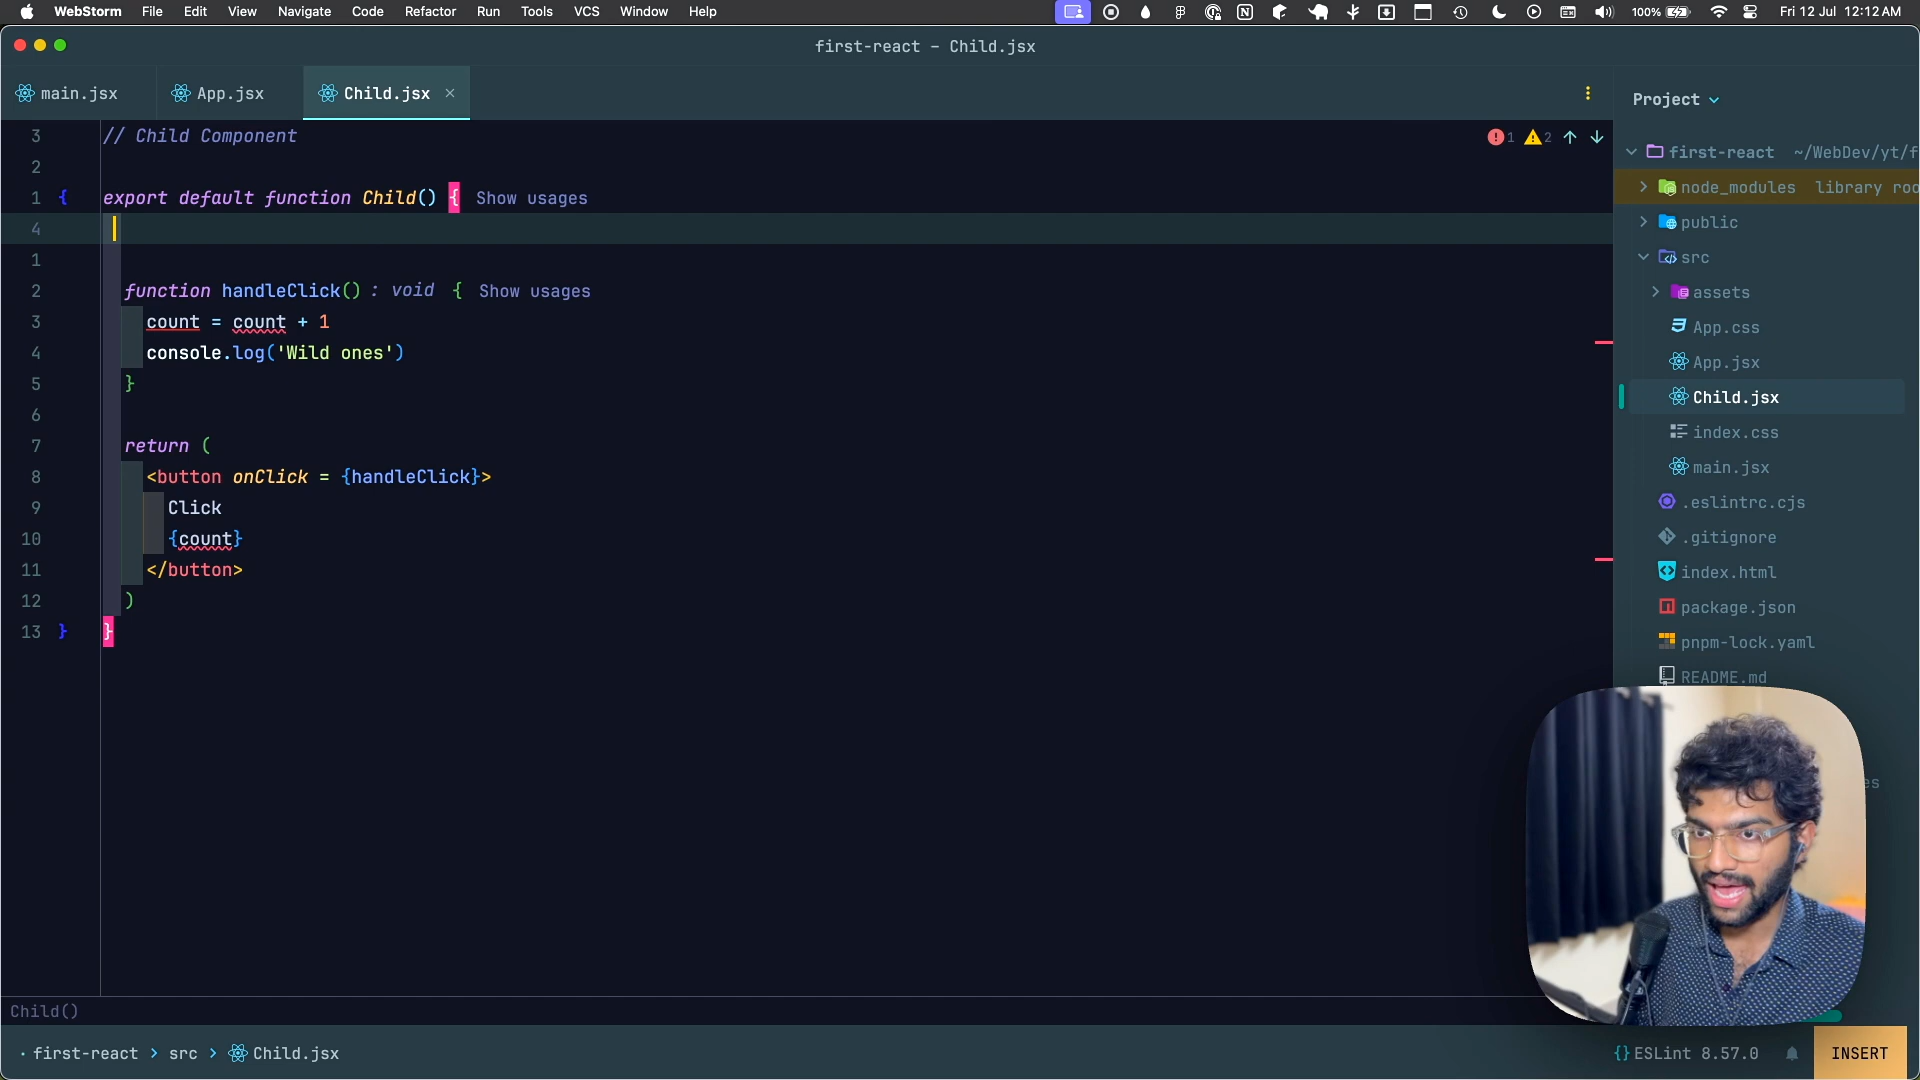 WebStorm File Edit View Navigate Code Refactor Run Tools VCS Window Help 100% Fri 12 Jul 12:12 AM
first-react – Child.jsx
main.jsx App.jsx Child.jsx ×
Project
3 // Child Component
1 2
2
1 { export default function Child() { Show usages
4
1
2 function handleClick() : void { Show usages
3 count = count + 1
4 console.log('Wild ones')
5 }
6
7 return (
8 <button onClick = {handleClick}>
9 Click
10 {count}
11 </button>
12 )
13 } }
first-react ~/WebDev/yt/f
node_modules library roo
public
src
assets
App.css
App.jsx
Child.jsx
index.css
main.jsx
.eslintrc.cjs
.gitignore
index.html
package.json
pnpm-lock.yaml
README.md
es
Child()
first-react > src > Child.jsx
{} ESLint 8.57.0 INSERT